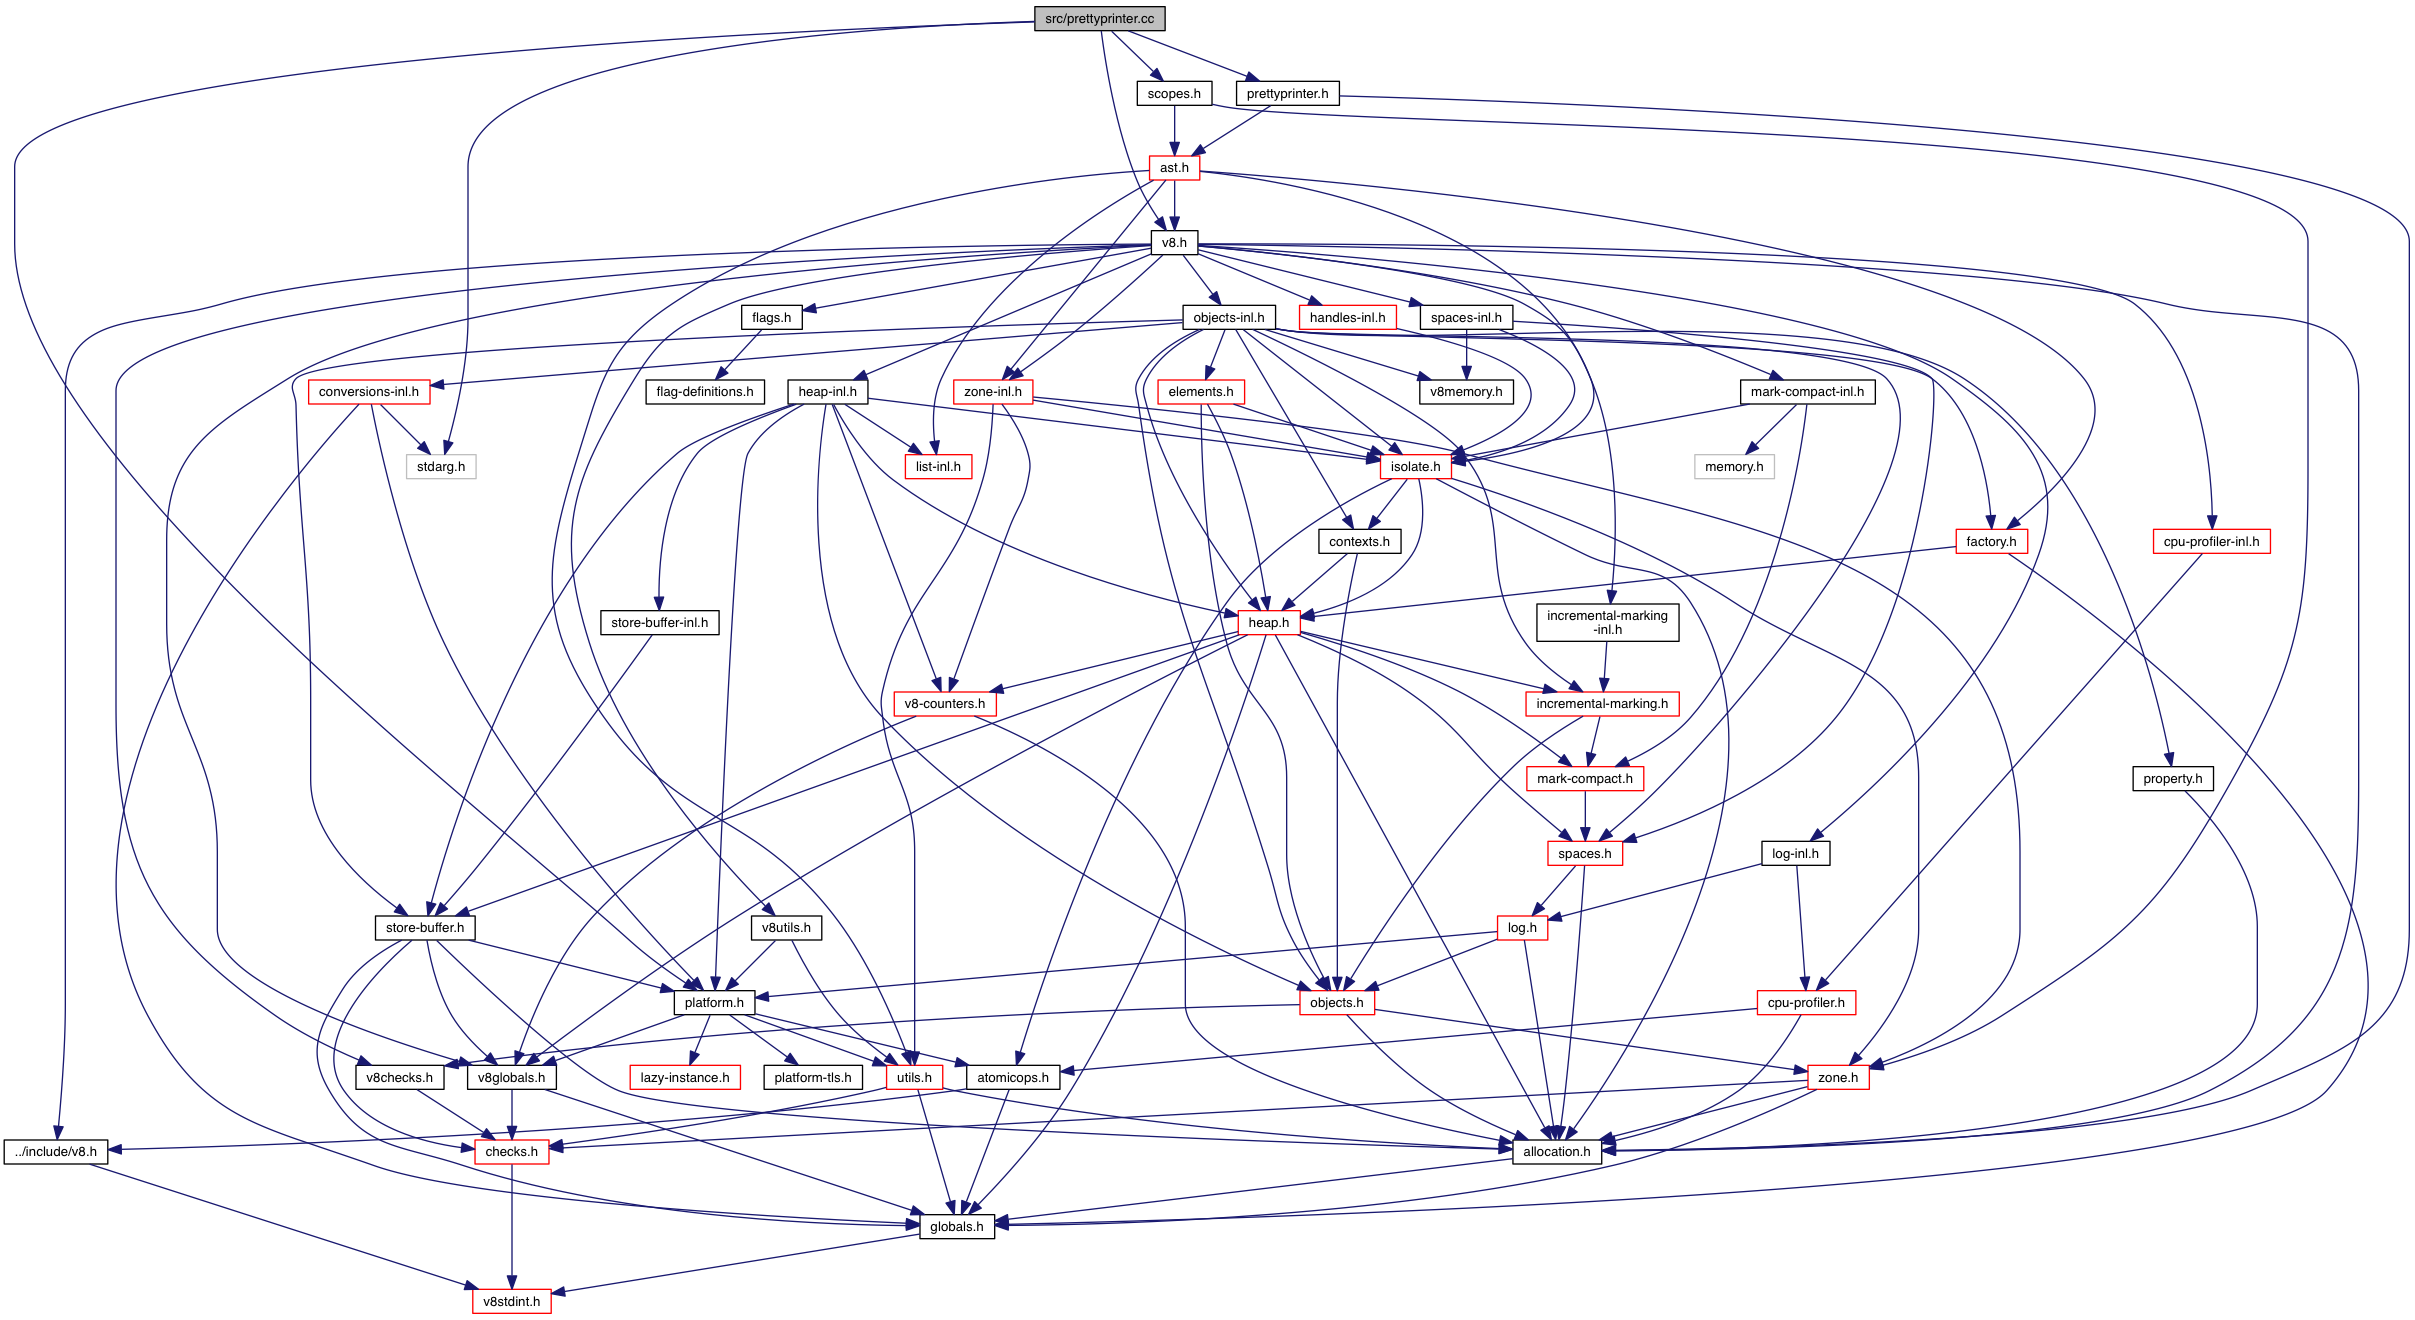 src/prettyprinter.cc
scopes.h
prettyprinter.h
ast.h
v8.h
flags.h
objects-inl.h
handles-inl.h
spaces-inl.h
conversions-inl.h
flag-definitions.h
heap-inl.h
zone-inl.h
elements.h
v8memory.h
mark-compact-inl.h
stdarg.h
list-inl.h
isolate.h
memory.h
contexts.h
factory.h
cpu-profiler-inl.h
store-buffer-inl.h
heap.h
incremental-marking
-inl.h
v8-counters.h
incremental-marking.h
mark-compact.h
property.h
spaces.h
log-inl.h
store-buffer.h
v8utils.h
log.h
platform.h
objects.h
cpu-profiler.h
v8checks.h
v8globals.h
lazy-instance.h
platform-tls.h
utils.h
atomicops.h
zone.h
../include/v8.h
checks.h
allocation.h
globals.h
v8stdint.h